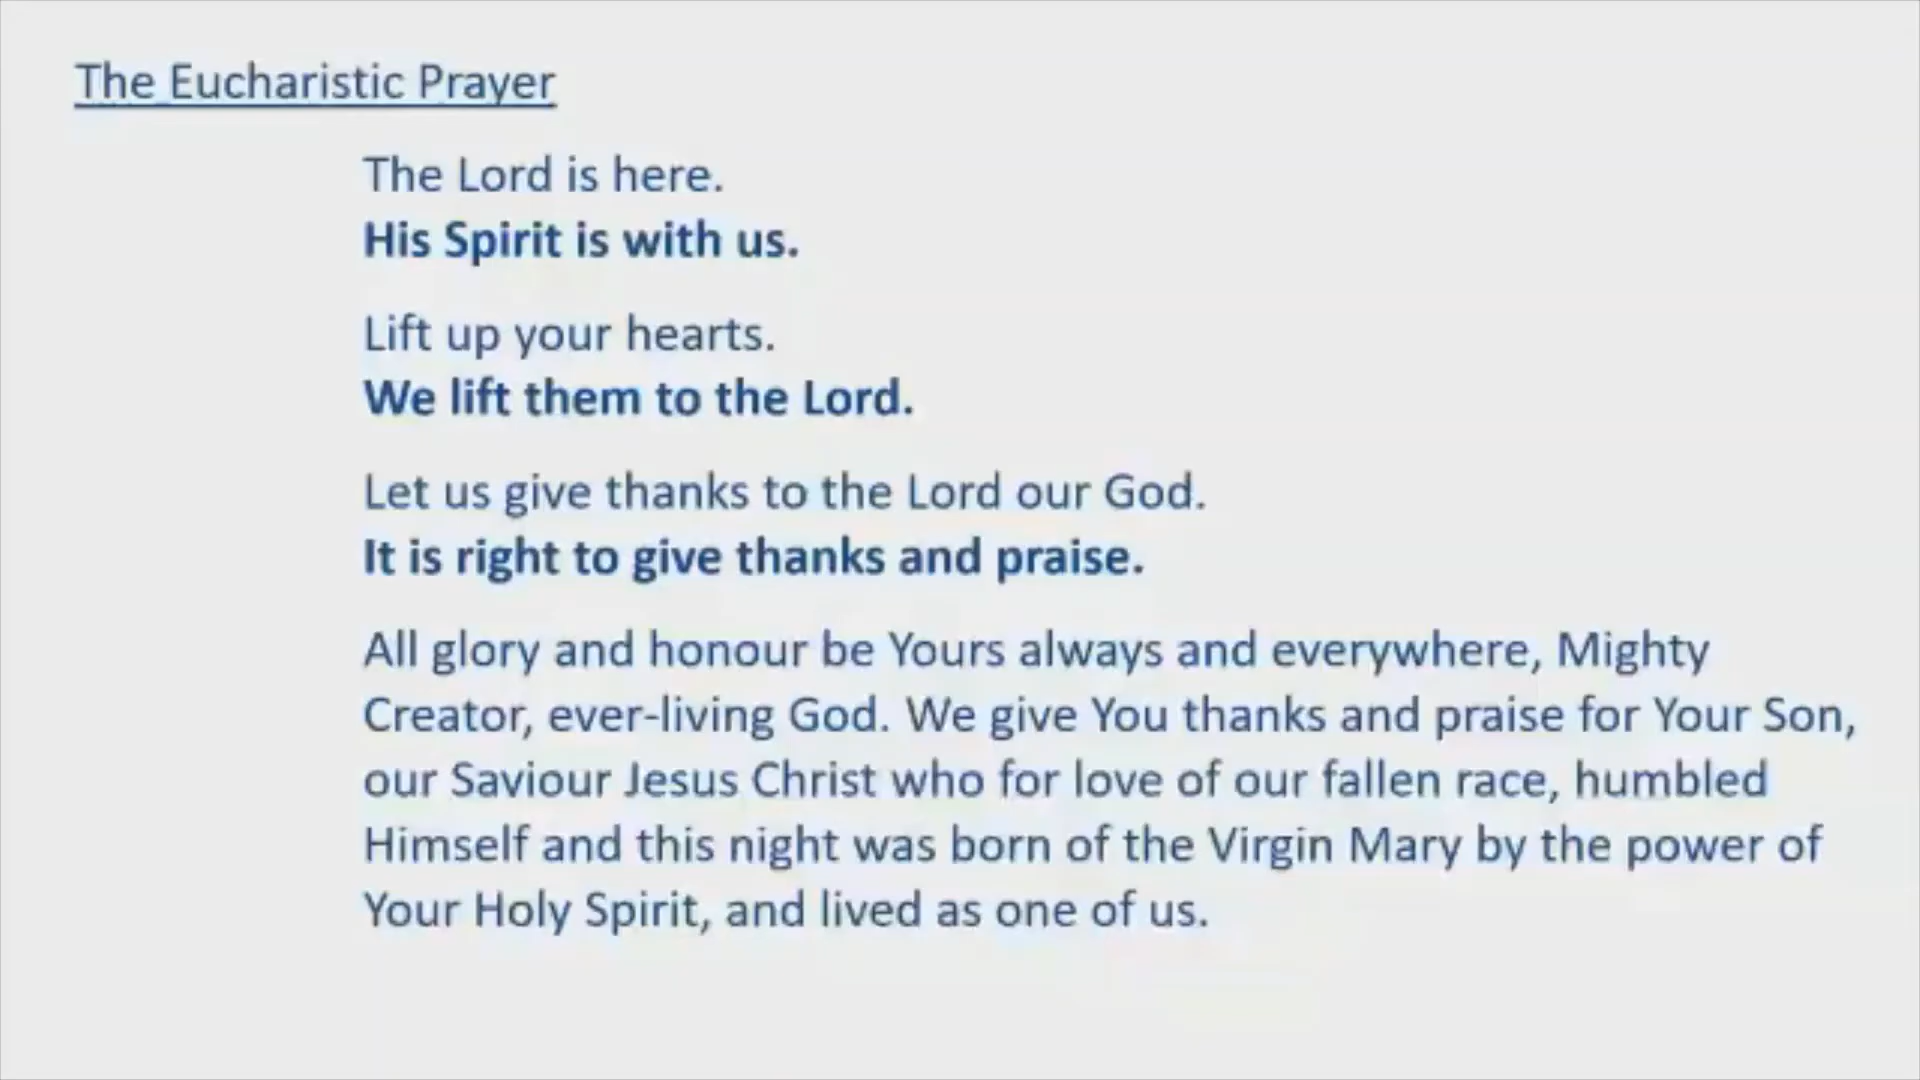 The Eucharistic Prayer
The Lord is here.
His Spirit is with us.
Lift up your hearts.
We lift them to the Lord.
Let us give thanks to the Lord our God.
It is right to give thanks and praise.
All glory and honour be Yours always and everywhere, Mighty
Creator, ever-living God. We give You thanks and praise for Your Son,
our Saviour Jesus Christ who for love of our fallen race, humbled
Himself and this night was born of the Virgin Mary by the power of
Your Holy Spirit, and lived as one of us.